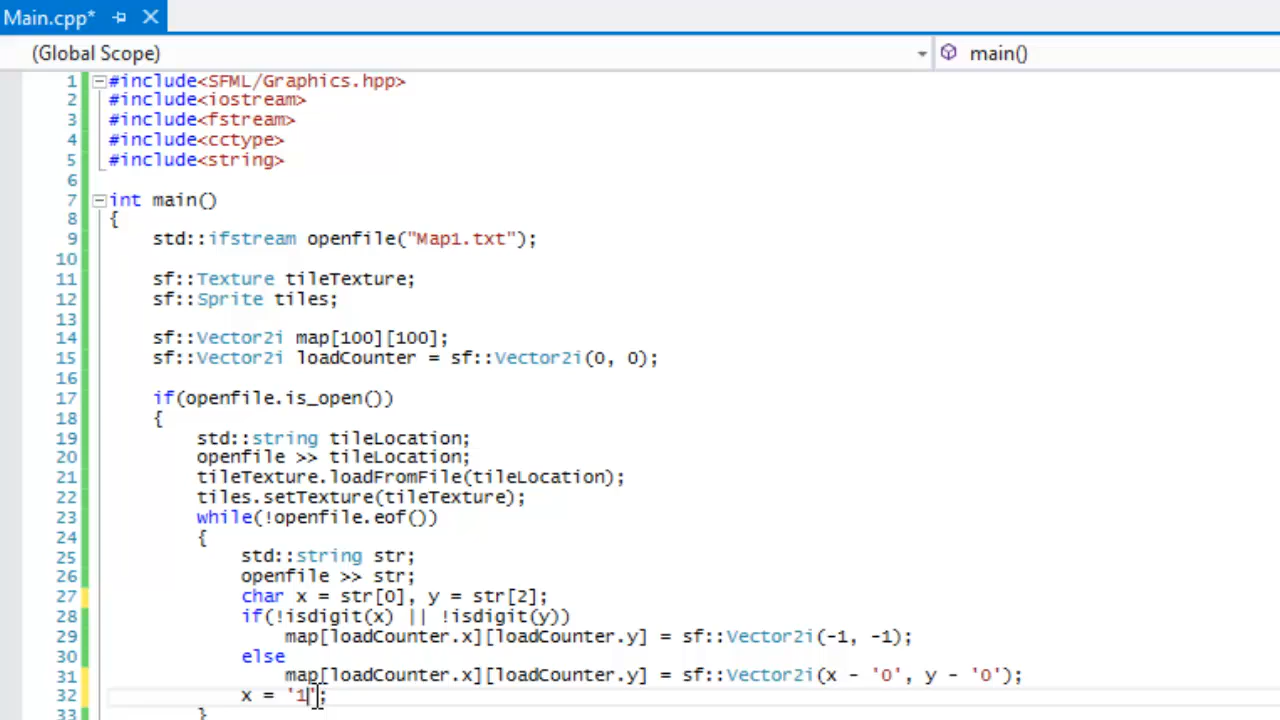 Main.cpp*
(Global Scope) main()
1 #include<SFML/Graphics.hpp>
2 #include<iostream>
3 #include<fstream>
4 #include<cctype>
5 #include<string>
6
7 int main()
8 {
9 std::ifstream openfile("Map1.txt");
10
11 sf::Texture tileTexture;
12 sf::Sprite tiles;
13
14 sf::Vector2i map[100][100];
15 sf::Vector2i loadCounter = sf::Vector2i(0, 0);
16
17 if(openfile.is_open())
18 {
19 std::string tileLocation;
20 openfile >> tileLocation;
21 tileTexture.loadFromFile(tileLocation);
22 tiles.setTexture(tileTexture);
23 while(!openfile.eof())
24 {
25 std::string str;
26 openfile >> str;
27 char x = str[0], y = str[2];
28 if(!isdigit(x) || !isdigit(y))
29 map[loadCounter.x][loadCounter.y] = sf::Vector2i(-1, -1);
30 else
31 map[loadCounter.x][loadCounter.y] = sf::Vector2i(x - '0', y - '0');
32 x = '1';
33 }